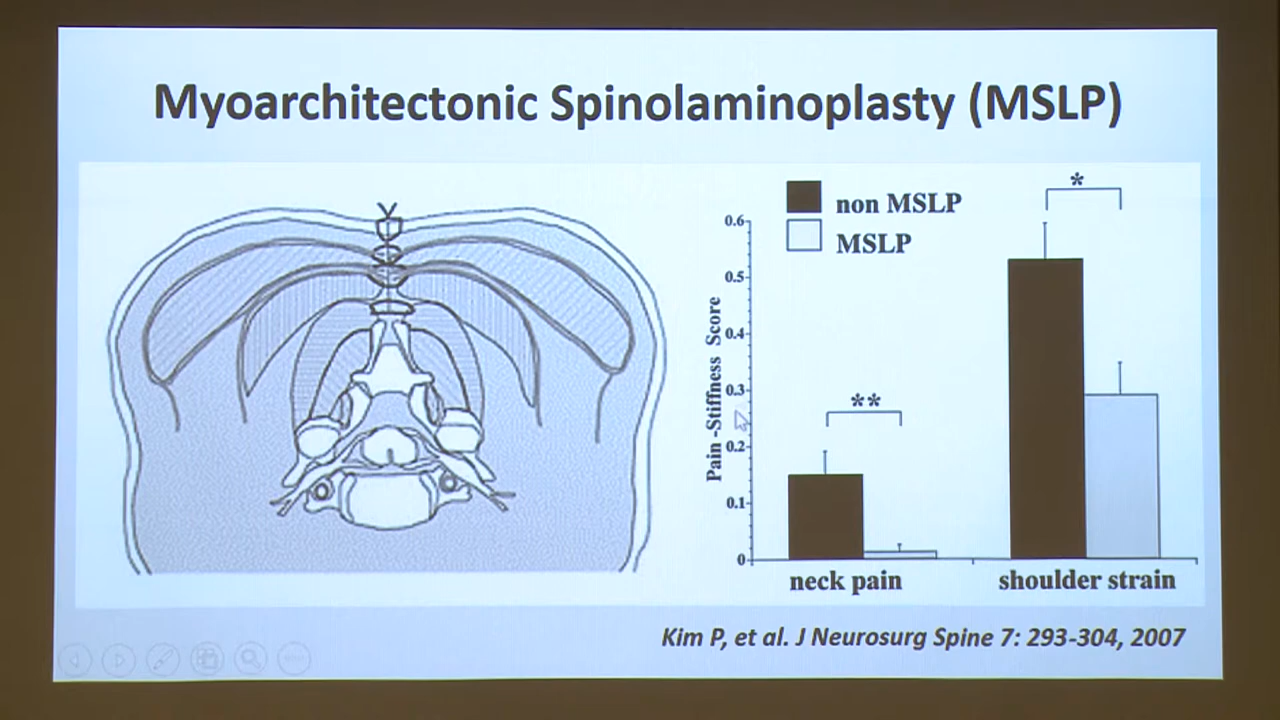 Myoarchitectonic Spinolaminoplasty (MSLP)
non MSLP
MSLP
* 
**
Pain -Stiffness Score
0.6
0.5
0.4
0.3
0.2
0.1
0
neck pain
shoulder strain
Kim P, et al. J Neurosurg Spine 7: 293-304, 2007